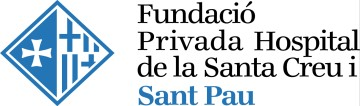 Fundació
Privada Hospital
de la Santa Creu i
Sant Pau